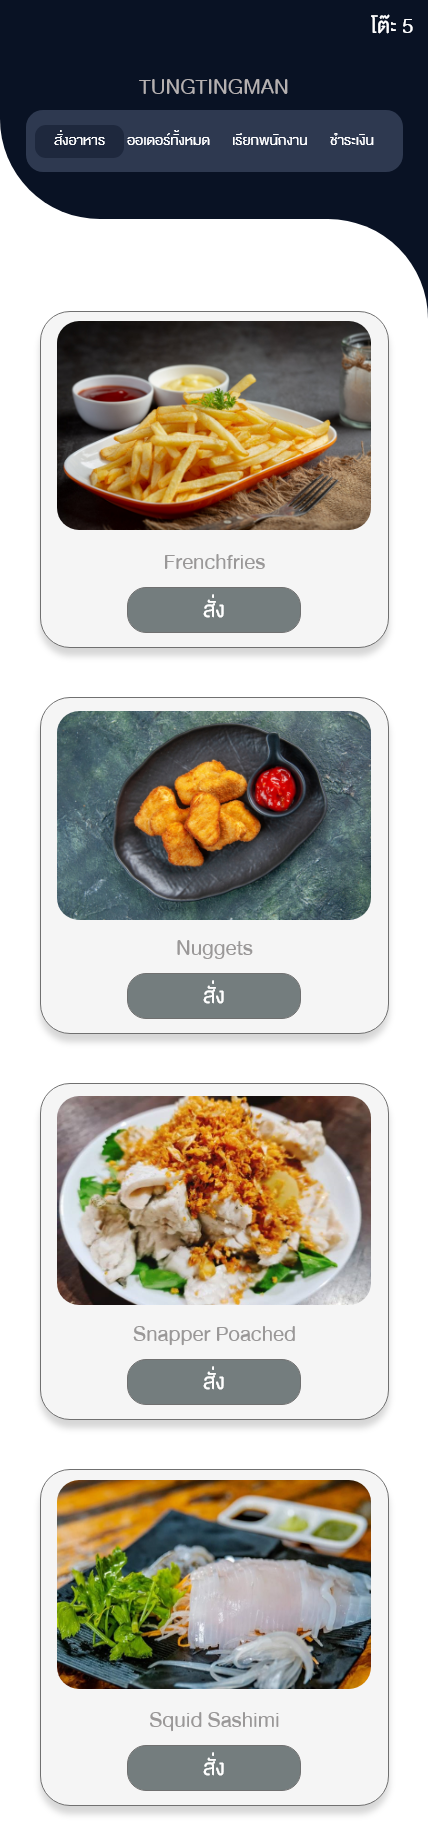 โต๊ะ 5
TUNGTINGMAN
สั่งอาหาร ออเดอร์ทั้งหมด เรียกพนักงาน ชำระเงิน
Frenchfries
สั่ง
Nuggets
สั่ง
Snapper Poached
สั่ง
Squid Sashimi
สั่ง